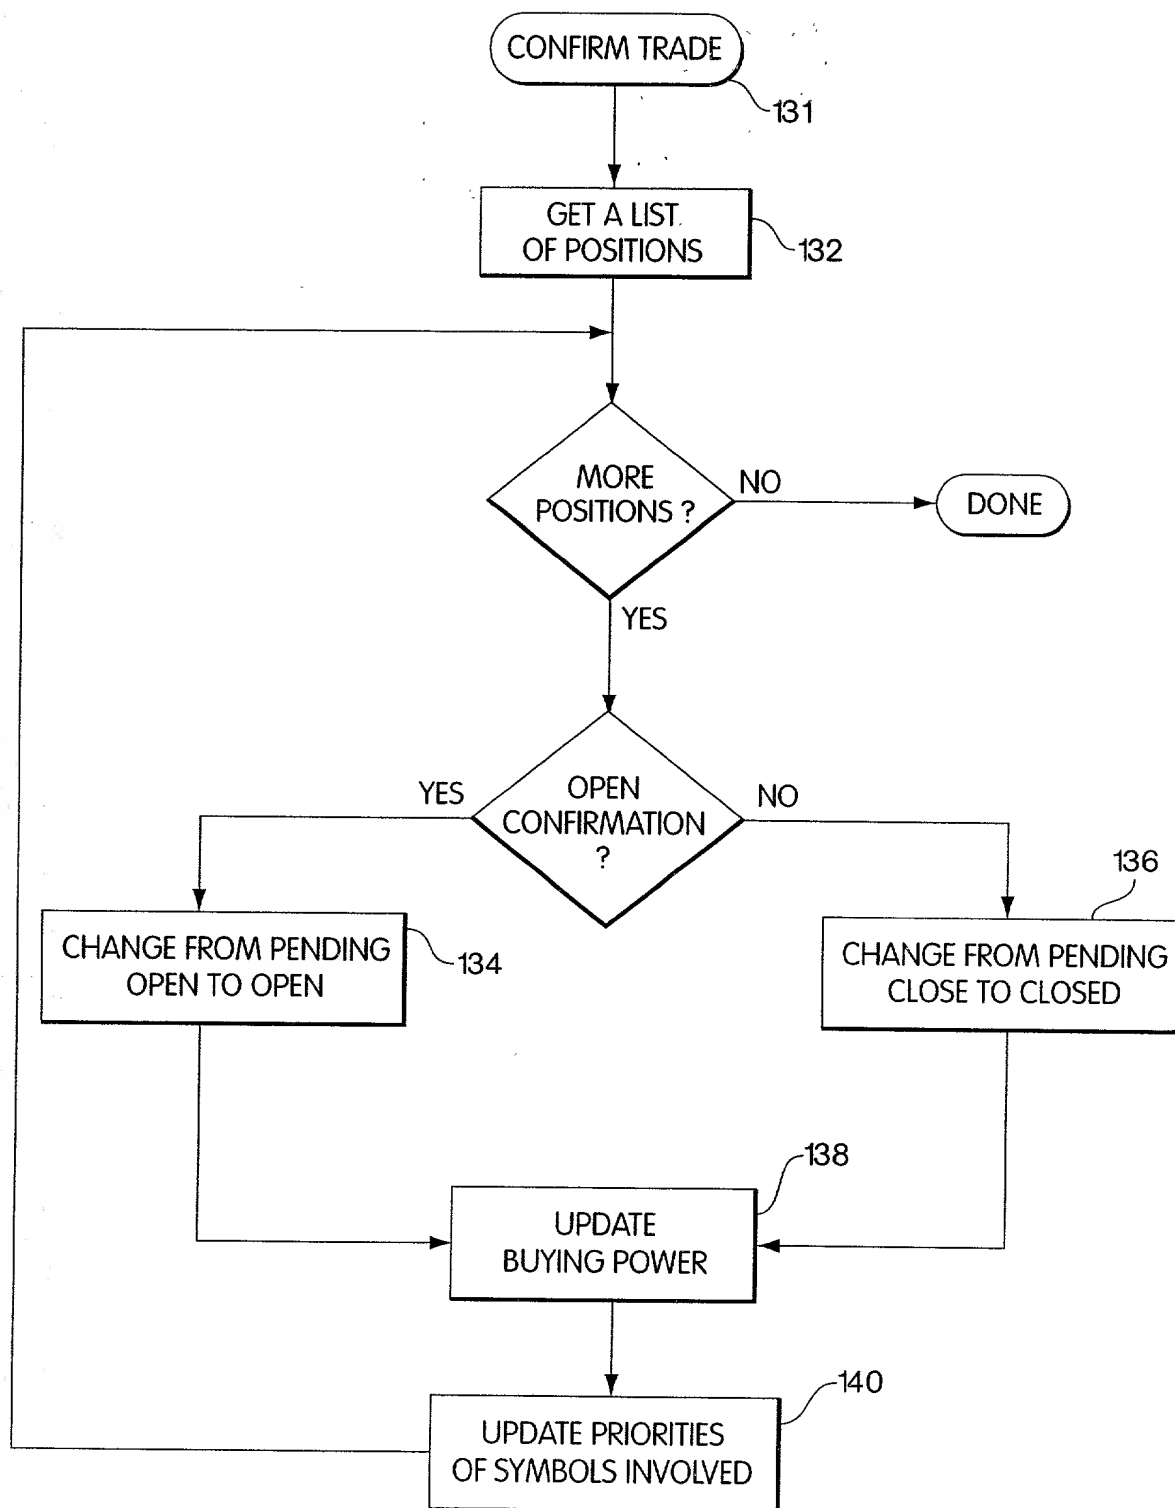 CONFIRM TRADE
131
GET A LIST
OF POSITIONS
132
MORE
POSITIONS ?
NO
DONE
YES
YES
OPEN
CONFIRMATION
?
NO
136
CHANGE FROM PENDING
OPEN TO OPEN
134
CHANGE FROM PENDING
CLOSE TO CLOSED
138
UPDATE
BUYING POWER
140
UPDATE PRIORITIES
OF SYMBOLS INVOLVED